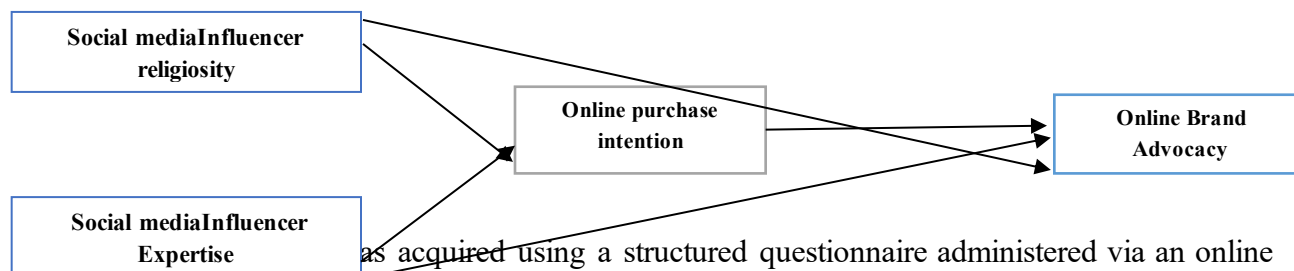 Social mediaInfluencer
religiosity
Online purchase
intention
Online Brand
Advocacy
Social mediaInfluencer
Expertise
as acquired using a structured questionnaire administered via an online